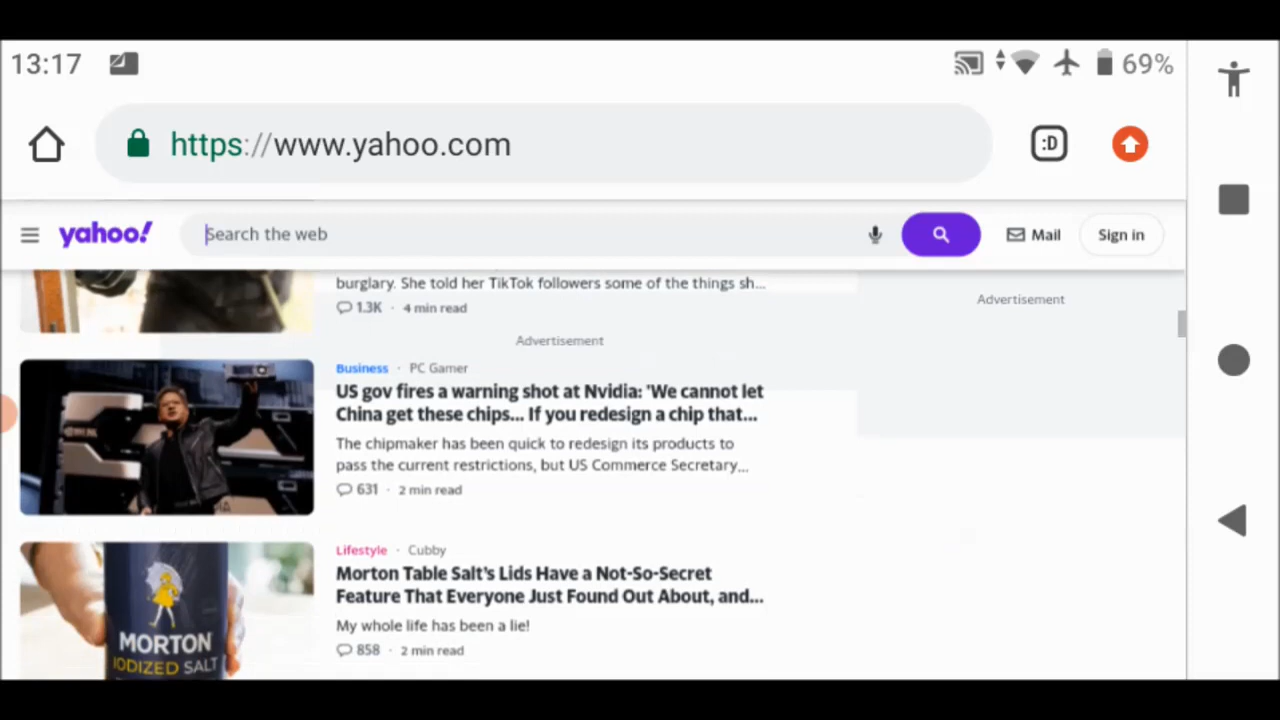 13:17
69%
https://www.yahoo.com
:D
yahoo!
Search the web
Mail
Sign in
burglary. She told her TikTok followers some of the things sh...
1.3K · 4 min read
Advertisement
Advertisement
Business · PC Gamer
US gov fires a warning shot at Nvidia: 'We cannot let
China get these chips... If you redesign a chip that...
The chipmaker has been quick to redesign its products to
pass the current restrictions, but US Commerce Secretary...
631 · 2 min read
Lifestyle · Cubby
Morton Table Salt's Lids Have a Not-So-Secret
Feature That Everyone Just Found Out About, and...
My whole life has been a lie!
858 · 2 min read
MORTON
IODIZED SALT